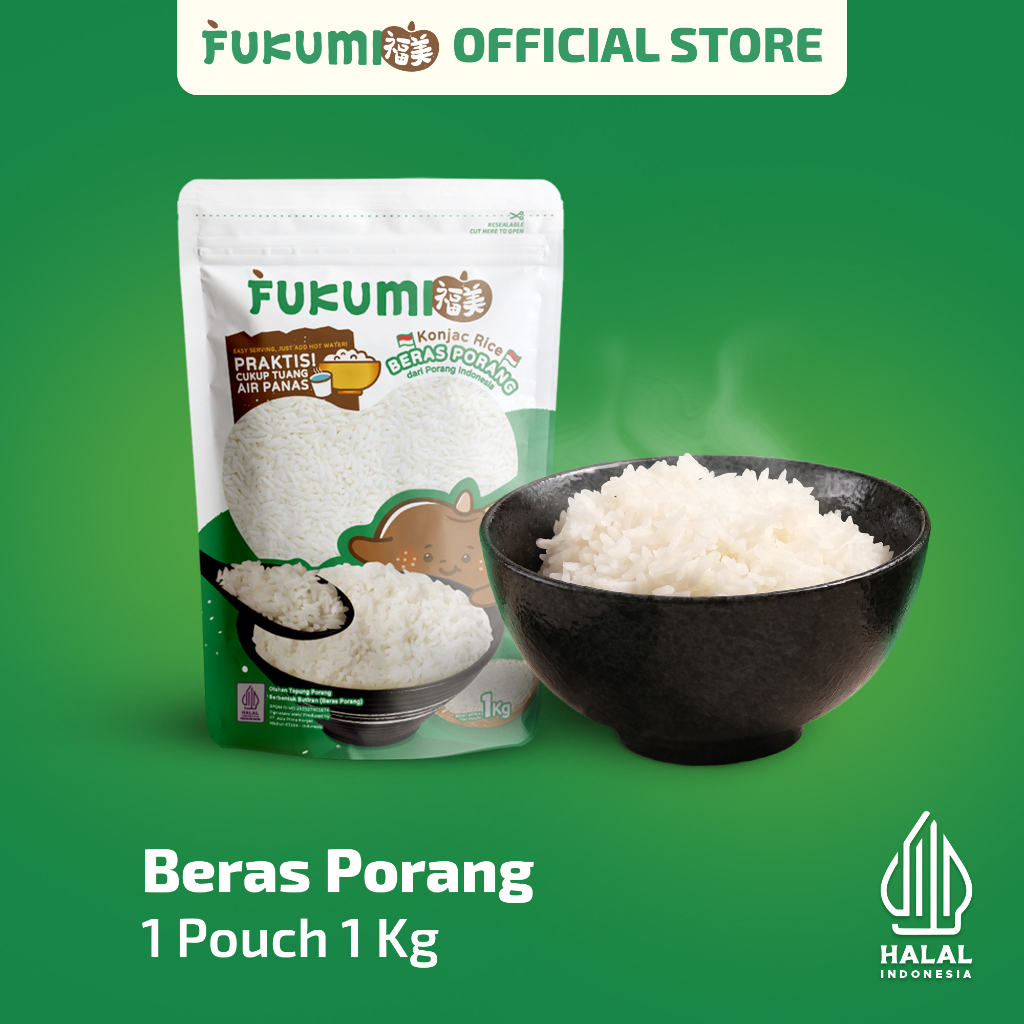 FUKUMI 福美 OFFICIAL STORE
RESEALABLE
CUT HERE TO OPEN
FUKUMI 福美
EASY SERVING, JUST ADD HOT WATER!
PRAKTIS!
CUKUP TUANG
AIR PANAS
Konjac Rice
BERAS PORANG
dari Porang Indonesia
Olahan Tepung Porang
Berbentuk Butiran (Beras Porang)
HALAL
1Kg
Beras Porang
1 Pouch 1 Kg
HALAL
INDONESIA